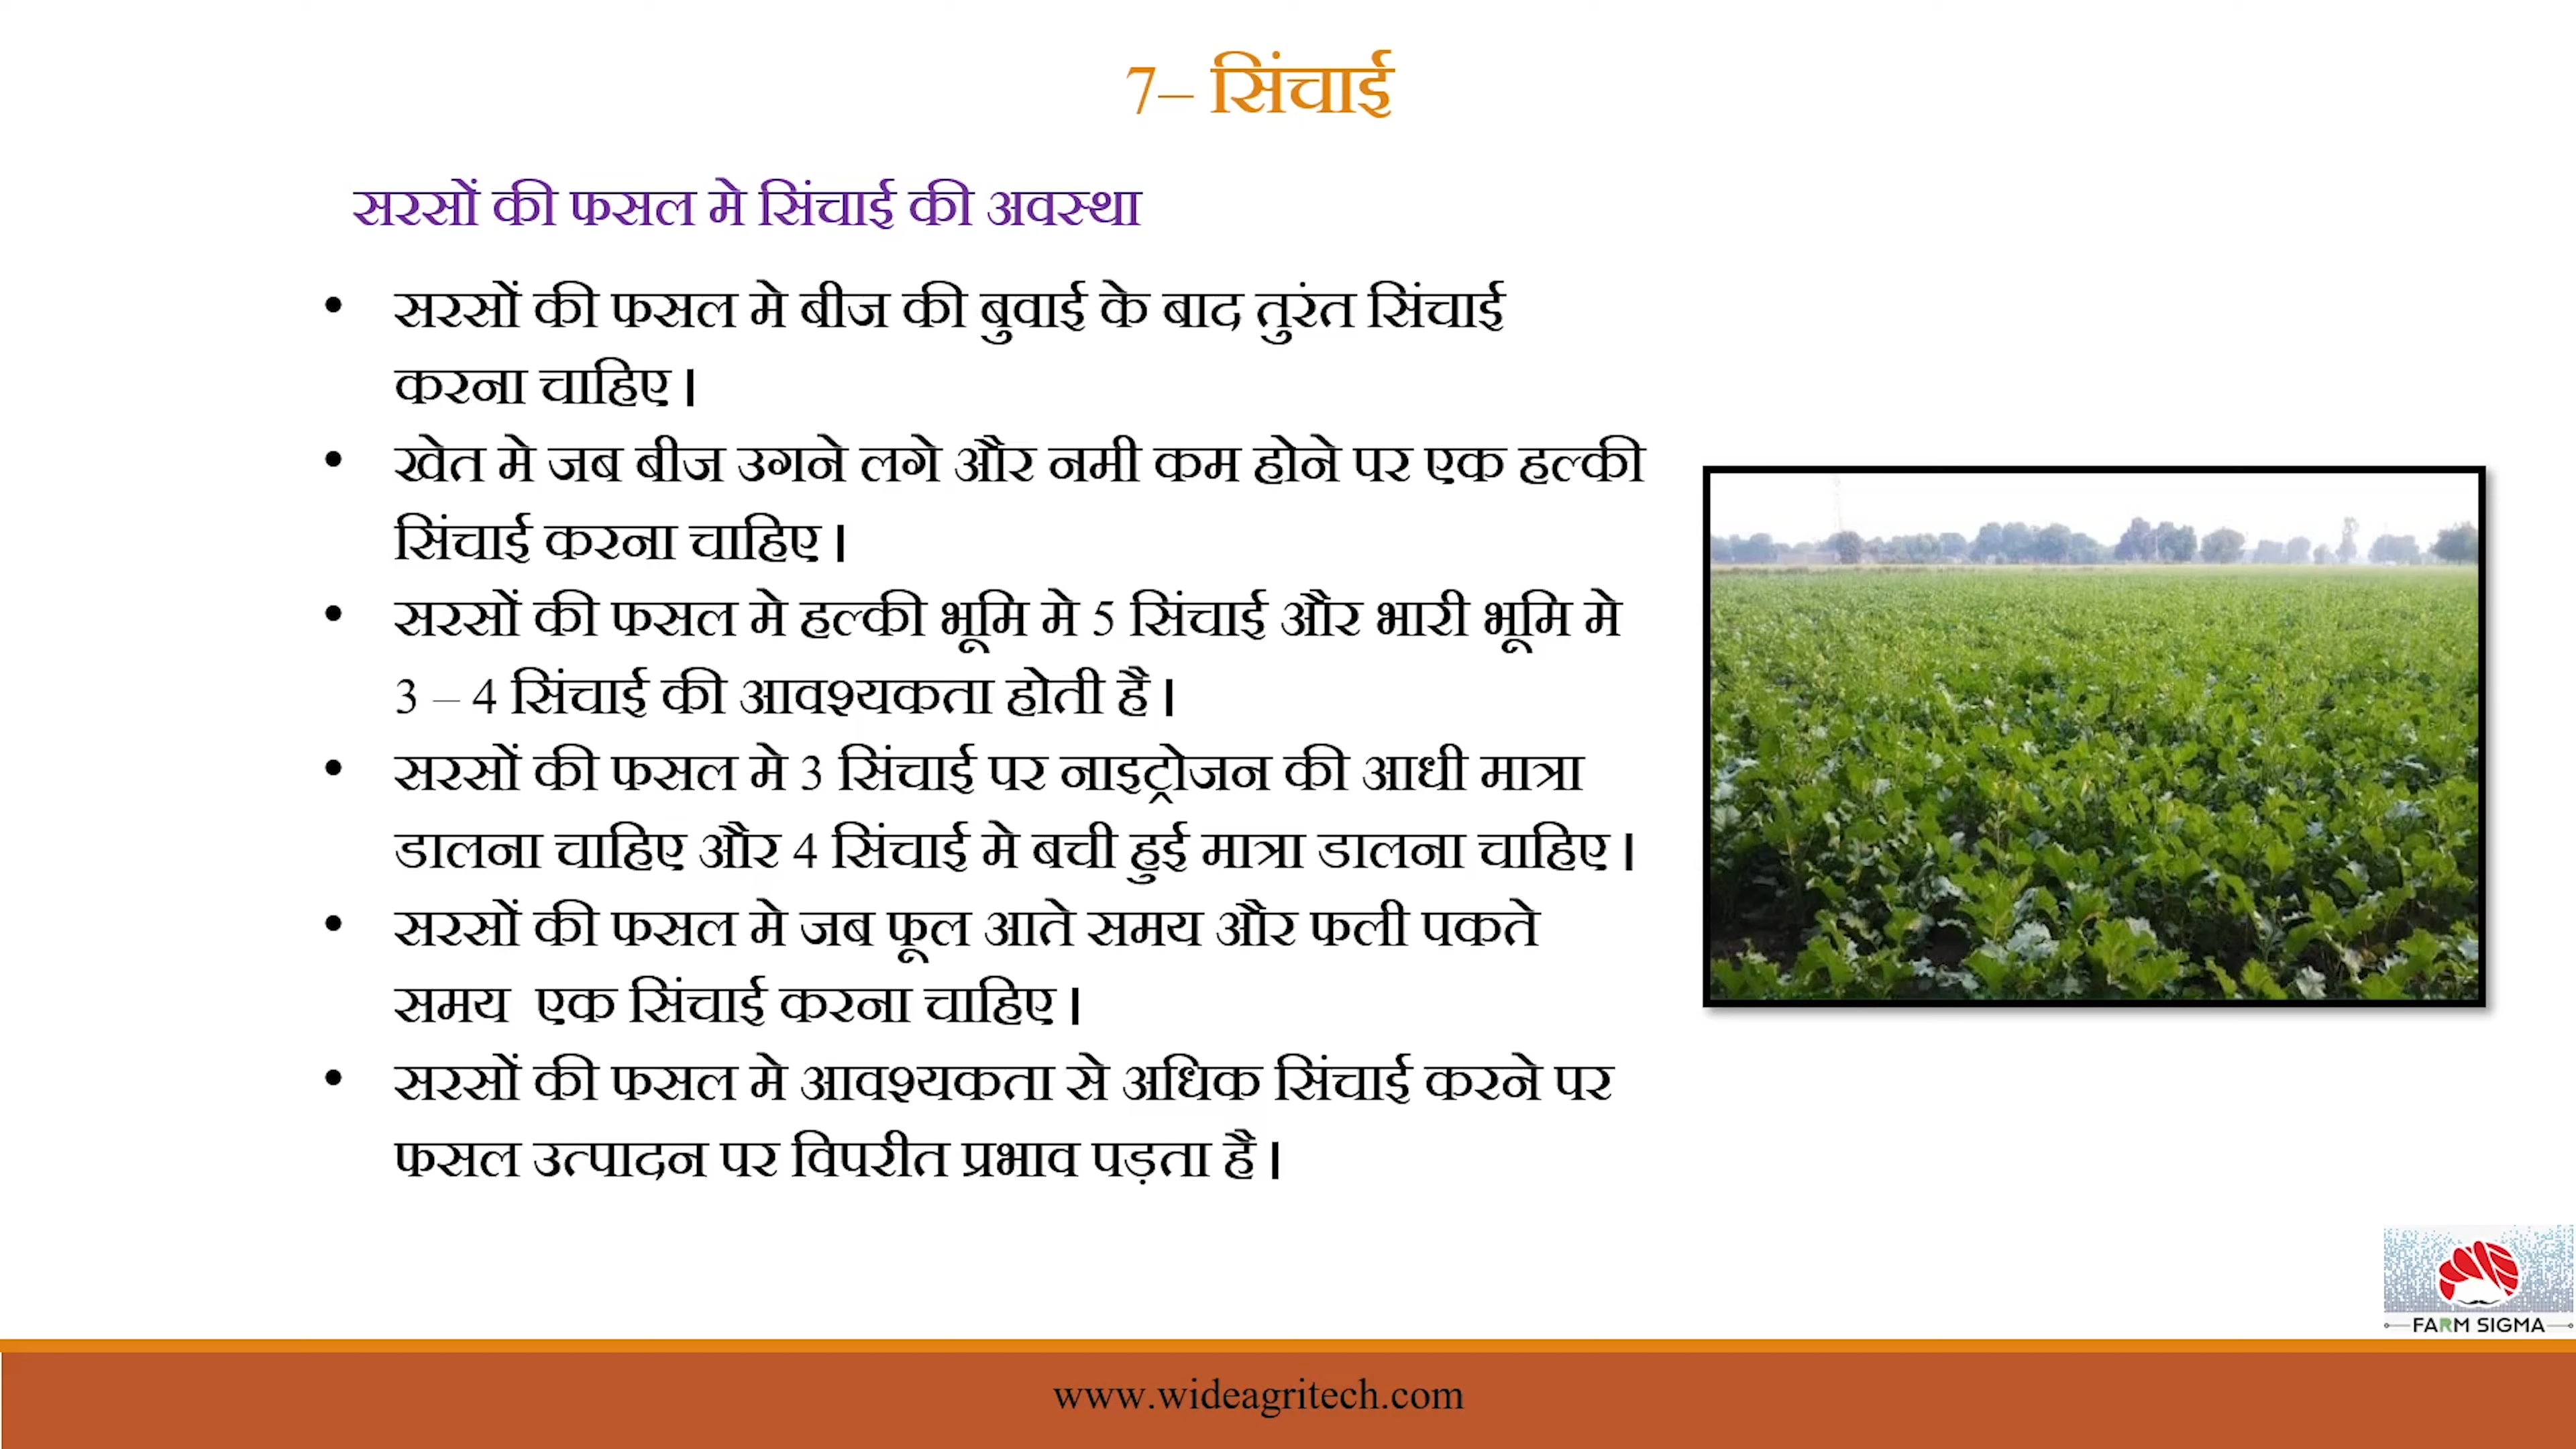 7– सिंचाई
सरसों की फसल मे सिंचाई की अवस्था
• सरसों की फसल मे बीज की बुवाई के बाद तुरंत सिंचाई
करना चाहिए।
• खेत मे जब बीज उगने लगे और नमी कम होने पर एक हल्की
सिंचाई करना चाहिए।
• सरसों की फसल मे हल्की भूमि मे 5 सिंचाई और भारी भूमि मे
3 – 4 सिंचाई की आवश्यकता होती है।
• सरसों की फसल मे 3 सिंचाई पर नाइट्रोजन की आधी मात्रा
डालना चाहिए और 4 सिंचाई मे बची हुई मात्रा डालना चाहिए।
• सरसों की फसल मे जब फूल आते समय और फली पकते
समय एक सिंचाई करना चाहिए।
• सरसों की फसल मे आवश्यकता से अधिक सिंचाई करने पर
फसल उत्पादन पर विपरीत प्रभाव पड़ता है।
FARM SIGMA
www.wideagritech.com